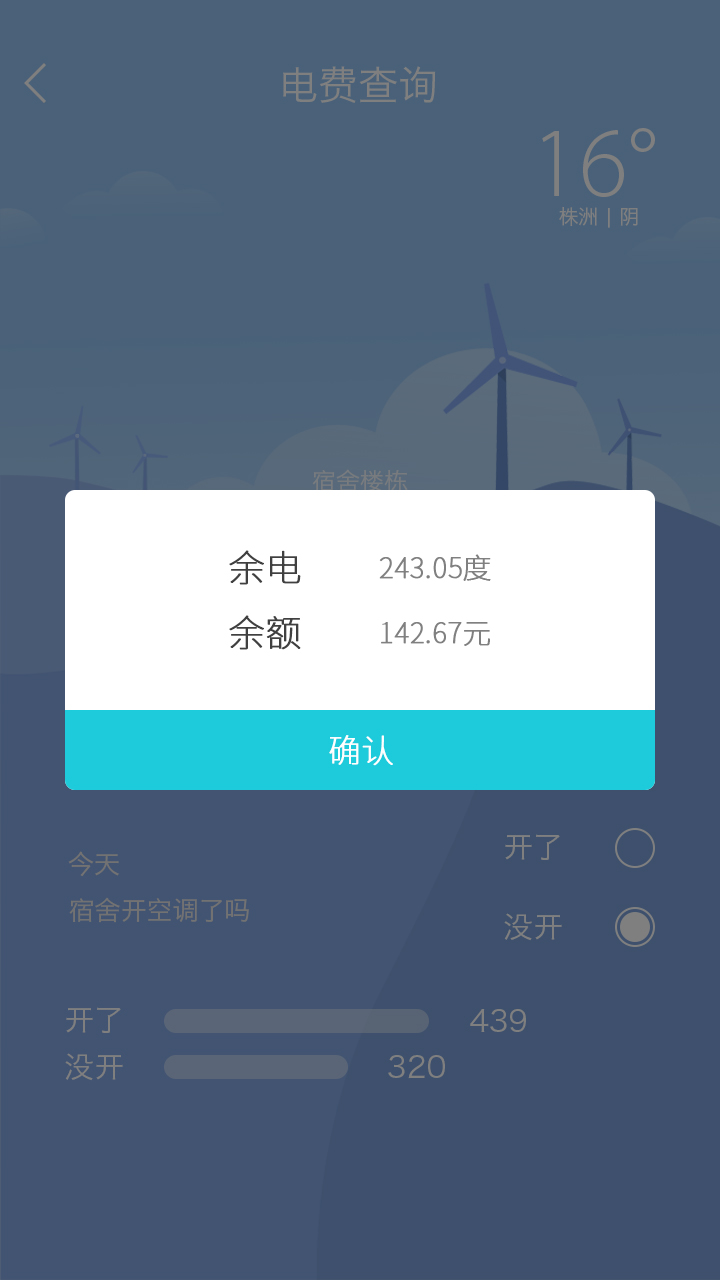 电费查询
16°
株洲 | 阴
宿舍楼栋
余电 243.05度
余额 142.67元
确认
开了
今天
宿舍开空调了吗
没开
开了 439
没开 320